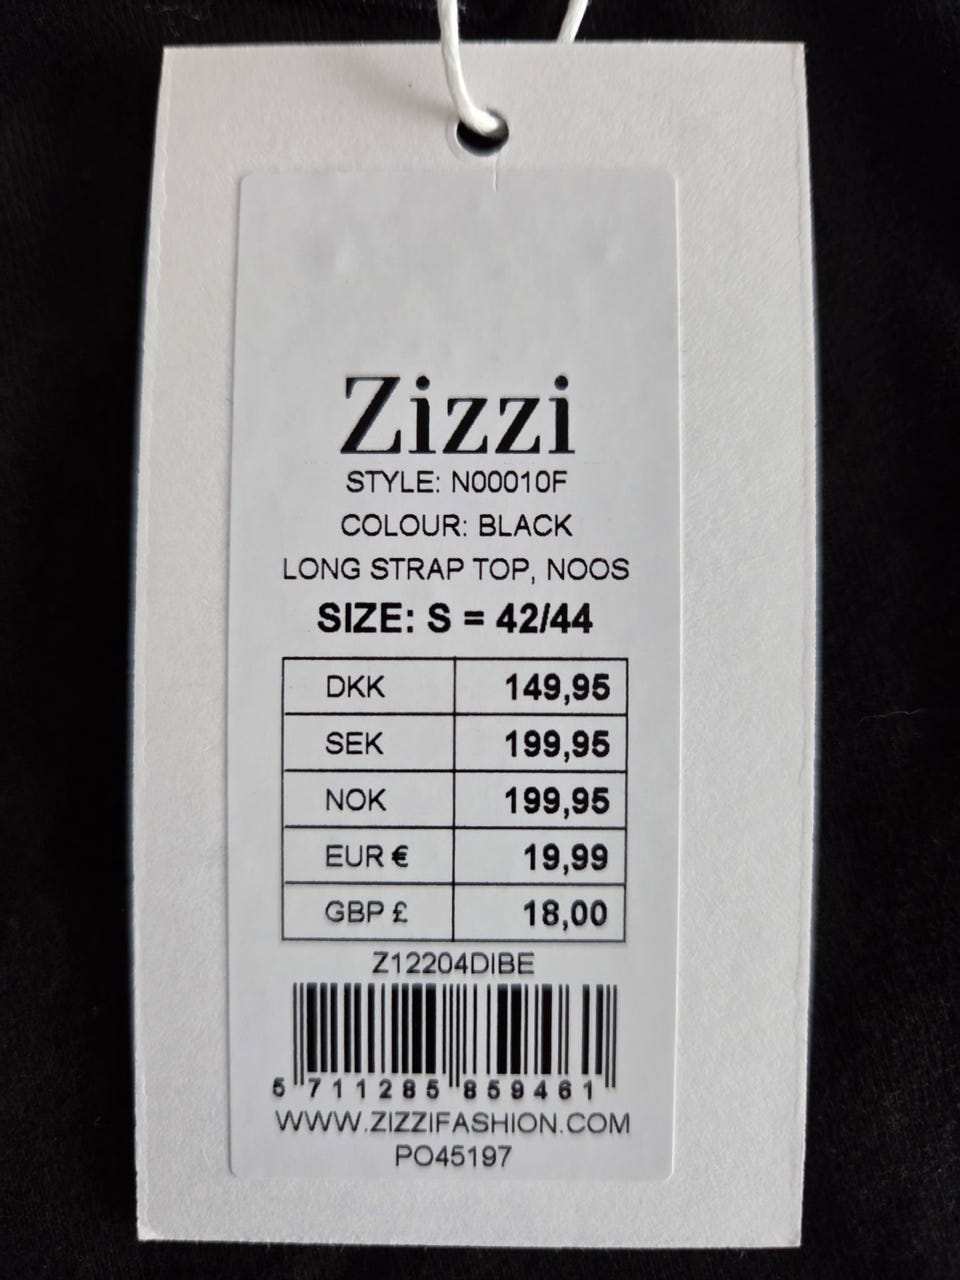 Zizzi
STYLE: N00010F
COLOUR: BLACK
LONG STRAP TOP, NOOS
SIZE: S = 42/44
DKK 149,95
SEK 199,95
NOK 199,95
EUR € 19,99
GBP £ 18,00
Z12204DIBE
5 711285 859461
WWW.ZIZZIFASHION.COM
PO45197